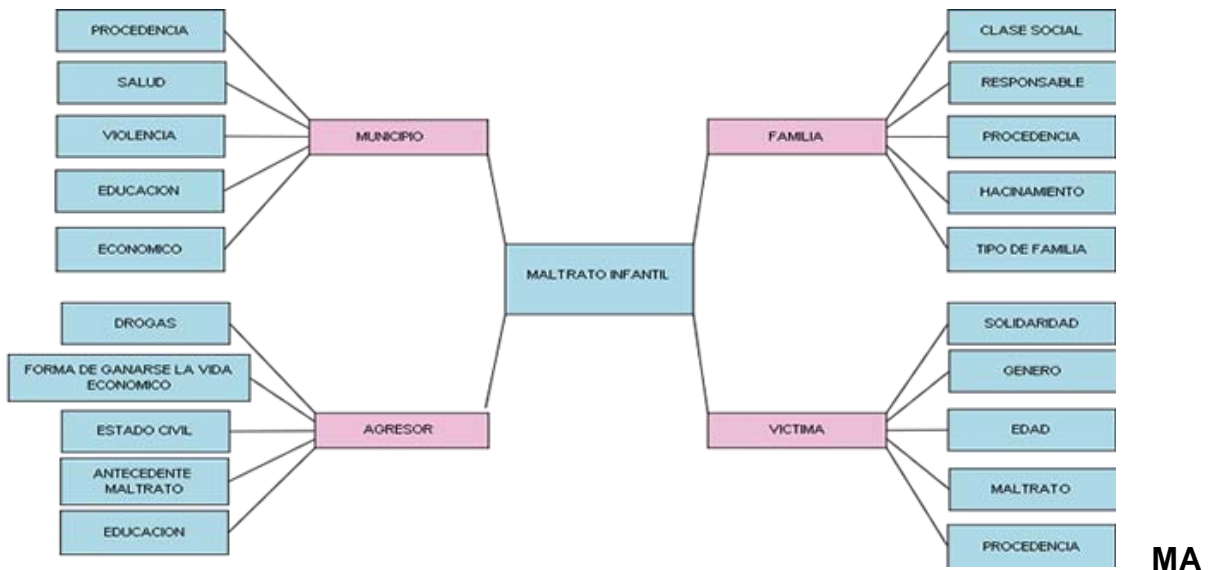 PROCEDENCIA
SALUD
VIOLENCIA
EDUCACION
ECONOMICO
MUNICIPIO
DROGAS
FORMA DE GANARSE LA VIDA
ECONOMICO
ESTADO CIVIL
ANTECEDENTE
MALTRATO
EDUCACION
AGRESOR
MALTRATO INFANTIL
FAMILIA
CLASE SOCIAL
RESPONSABLE
PROCEDENCIA
HACINAMIENTO
TIPO DE FAMILIA
VICTIMA
SOLIDARIDAD
GENERO
EDAD
MALTRATO
PROCEDENCIA
MA